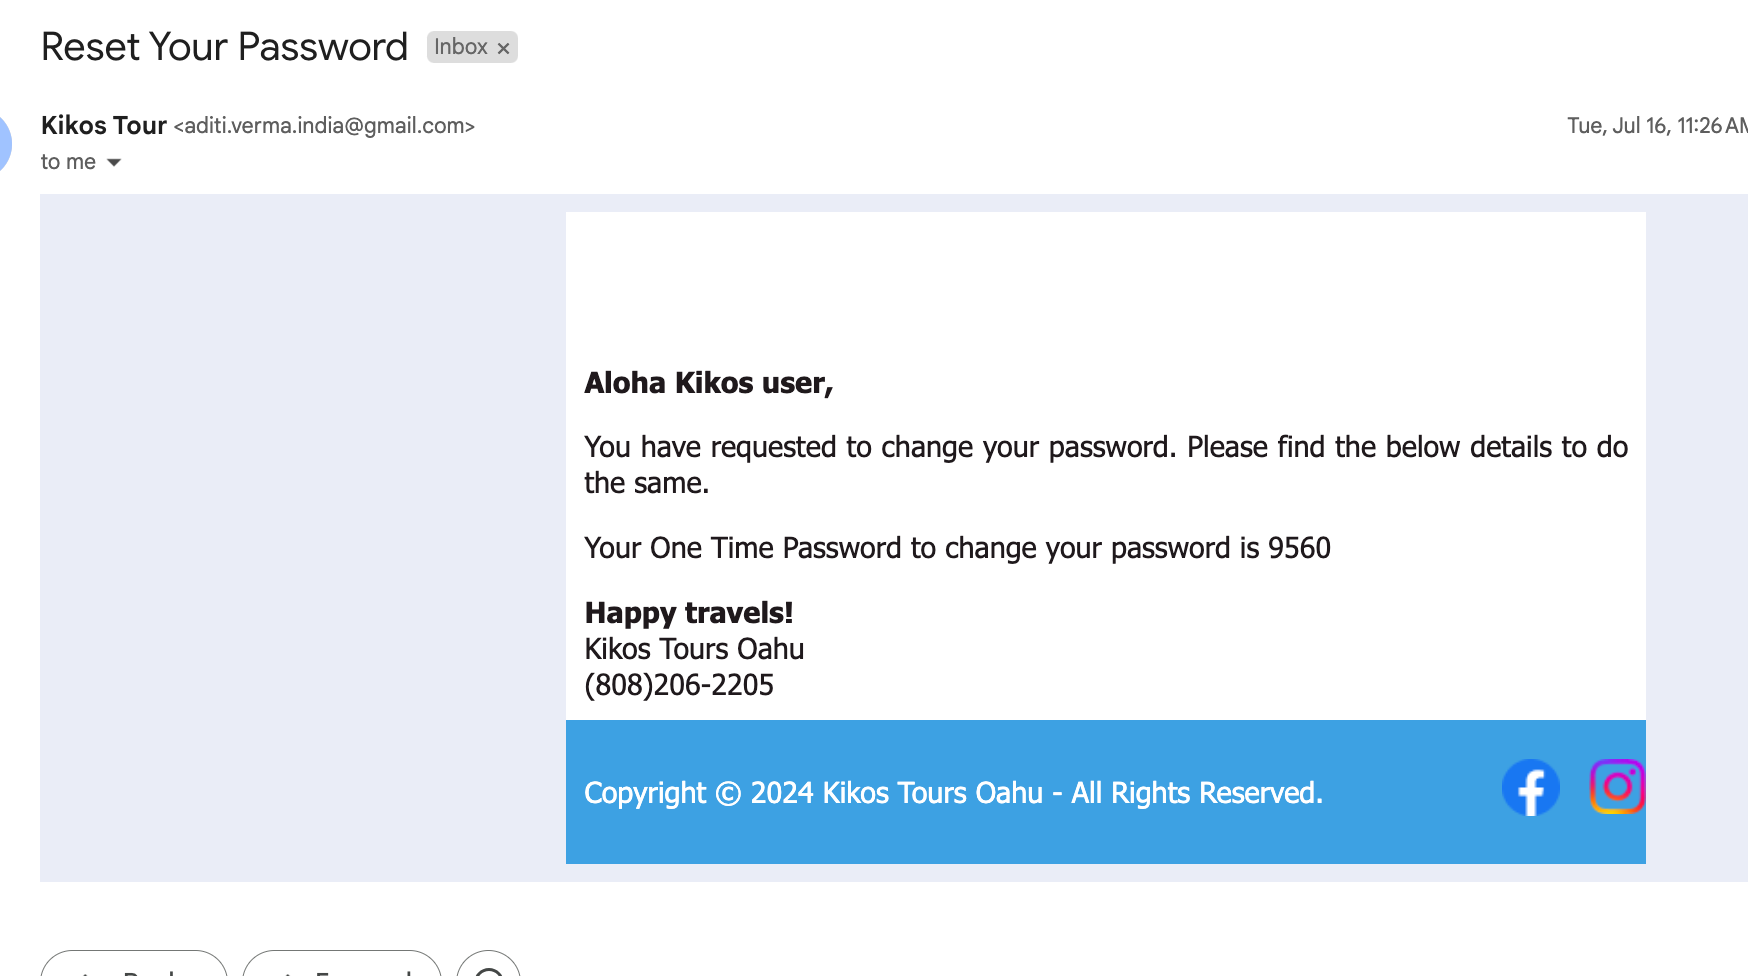 Reset Your Password Inbox ×
Kikos Tour <aditi.verma.india@gmail.com> Tue, Jul 16, 11:26 AM
to me
Aloha Kikos user,
You have requested to change your password. Please find the below details to do
the same.
Your One Time Password to change your password is 9560
Happy travels!
Kikos Tours Oahu
(808)206-2205
Copyright © 2024 Kikos Tours Oahu - All Rights Reserved.